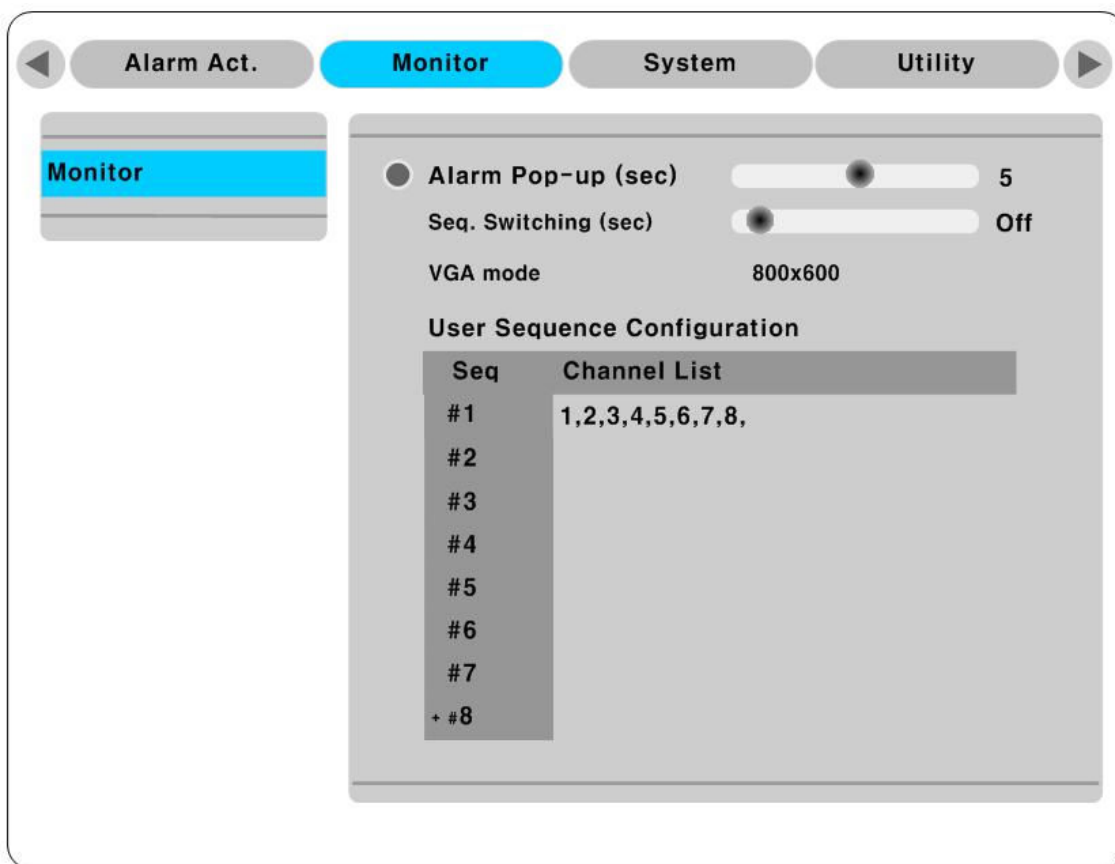 Alarm Act. Monitor System Utility
Monitor
Alarm Pop-up (sec) 5
Seq. Switching (sec) Off
VGA mode 800x600
User Sequence Configuration
Seq Channel List
#1 1,2,3,4,5,6,7,8,
#2
#3
#4
#5
#6
#7
+ #8